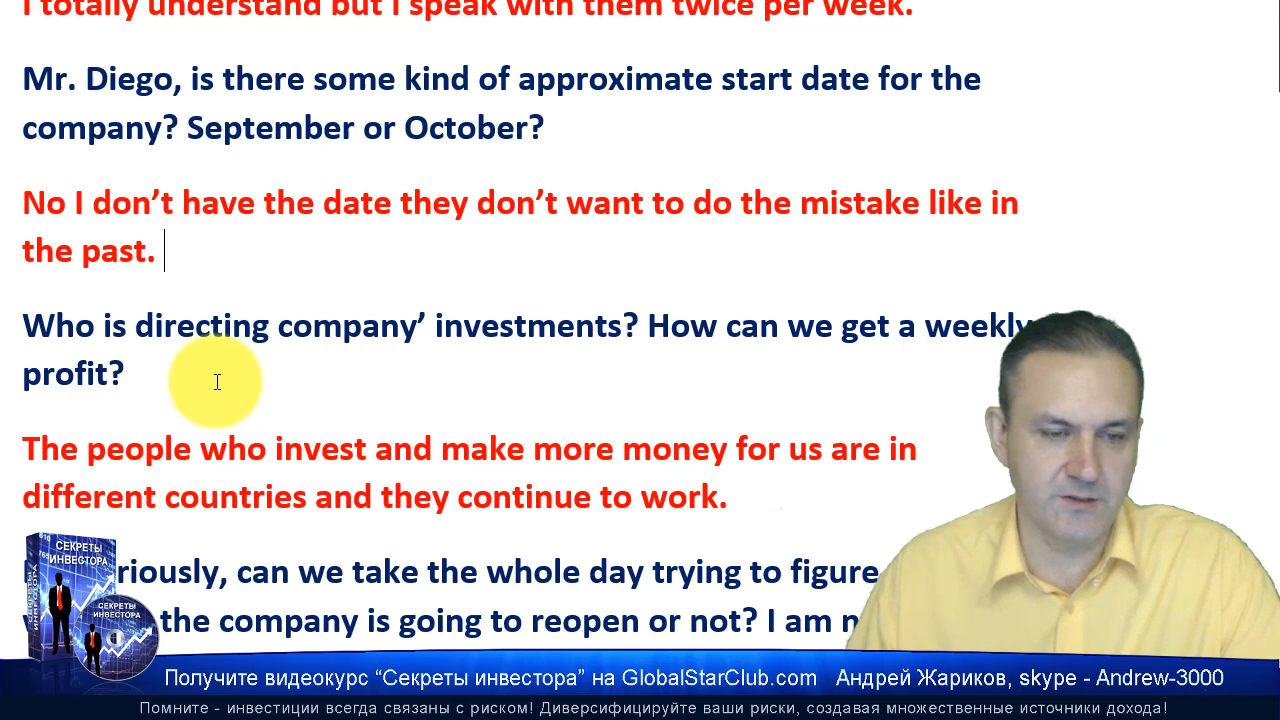 I totally understand but I speak with them twice per week.
Mr. Diego, is there some kind of approximate start date for the
company? September or October?
No I don’t have the date they don’t want to do the mistake like in
the past.
Who is directing company’ investments? How can we get a weekly
profit?
The people who invest and make more money for us are in
different countries and they continue to work.
riously, can we take the whole day trying to figure
the company is going to reopen or not? I am n
СЕКРЕТЫ
ИНВЕСТОРА
СЕКРЕТЫ
ИНВЕСТОРА
СЕКРЕТЫ
ИНВЕСТОРА
Получите видеокурс “Секреты инвестора” на GlobalStarClub.com Андрей Жариков, skype - Andrew-3000
Помните - инвестиции всегда связаны с риском! Диверсифицируйте ваши риски, создавая множественные источники дохода!